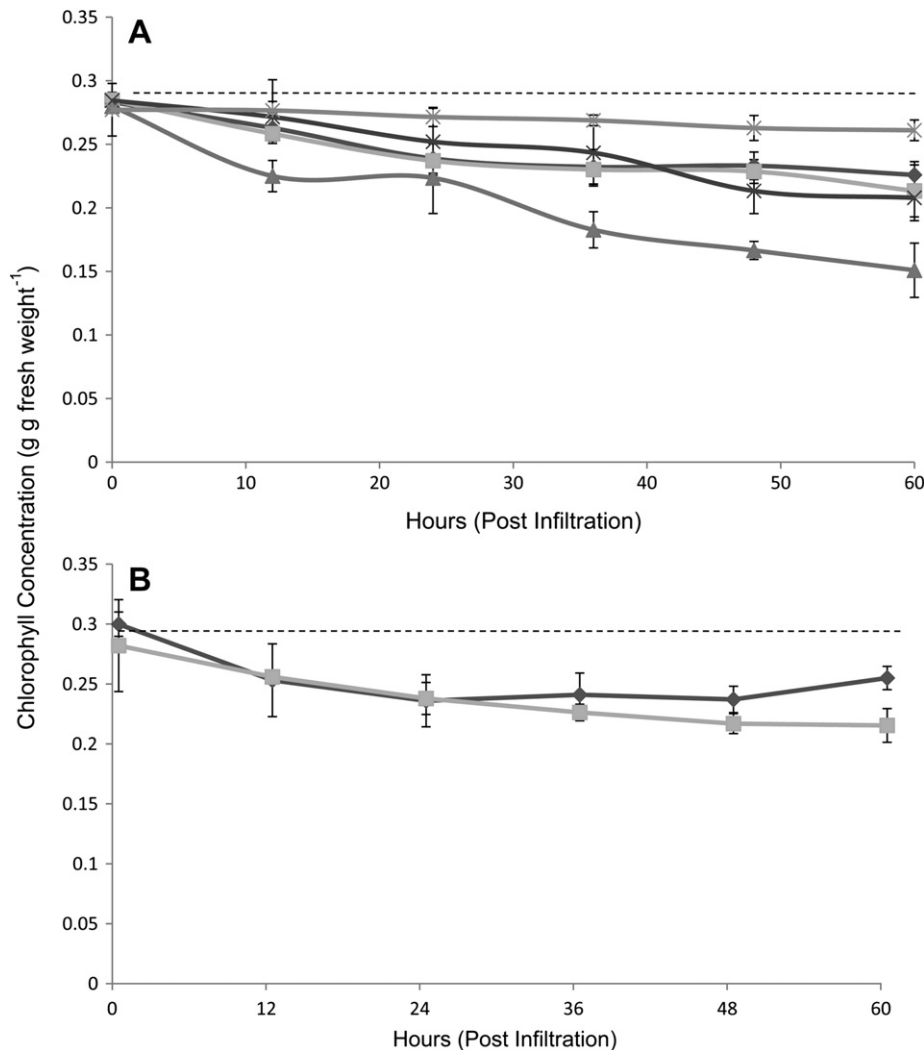 A
0.35
0.3
0.25
0.2
0.15
0.1
0.05
0
0 10 20 30 40 50 60
Hours (Post Infiltration)
Chlorophyll Concentration (g g fresh weight⁻¹)
B
0.35
0.3
0.25
0.2
0.15
0.1
0.05
0
0 12 24 36 48 60
Hours (Post Infiltration)